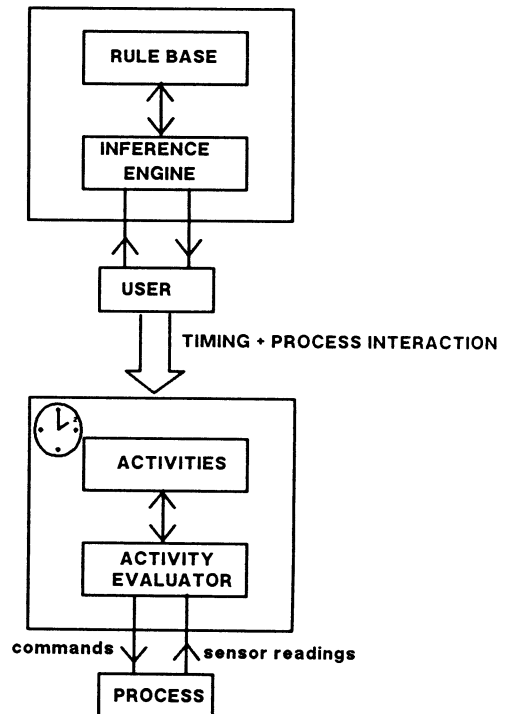 RULE BASE
INFERENCE
ENGINE
USER
TIMING + PROCESS INTERACTION
ACTIVITIES
ACTIVITY
EVALUATOR
commands
sensor readings
PROCESS